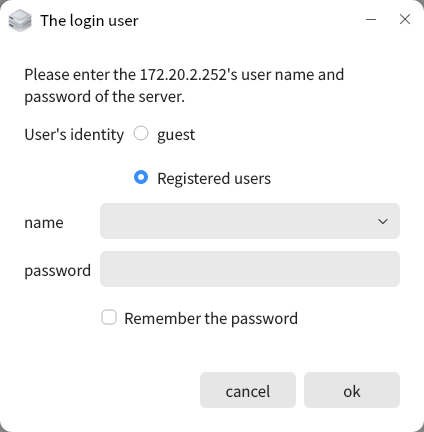 The login user
Please enter the 172.20.2.252's user name and
password of the server.
User's identity guest
Registered users
name
password
Remember the password
cancel ok